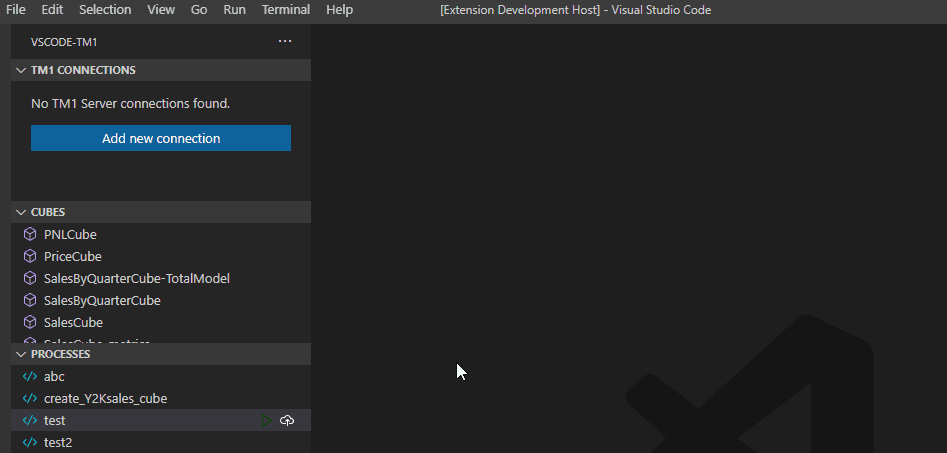 File Edit Selection View Go Run Terminal Help [Extension Development Host] - Visual Studio Code
VSCODE-TM1
TM1 CONNECTIONS
No TM1 Server connections found.
Add new connection
CUBES
PNLCube
PriceCube
SalesByQuarterCube-TotalModel
SalesByQuarterCube
SalesCube
SalesCube-metrics
PROCESSES
abc
create_Y2Ksales_cube
test
test2